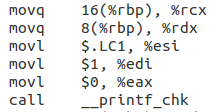 movq 16(%rbp), %rcx
movq 8(%rbp), %rdx
movl $.LC1, %esi
movl $1, %edi
movl $0, %eax
call __printf_chk